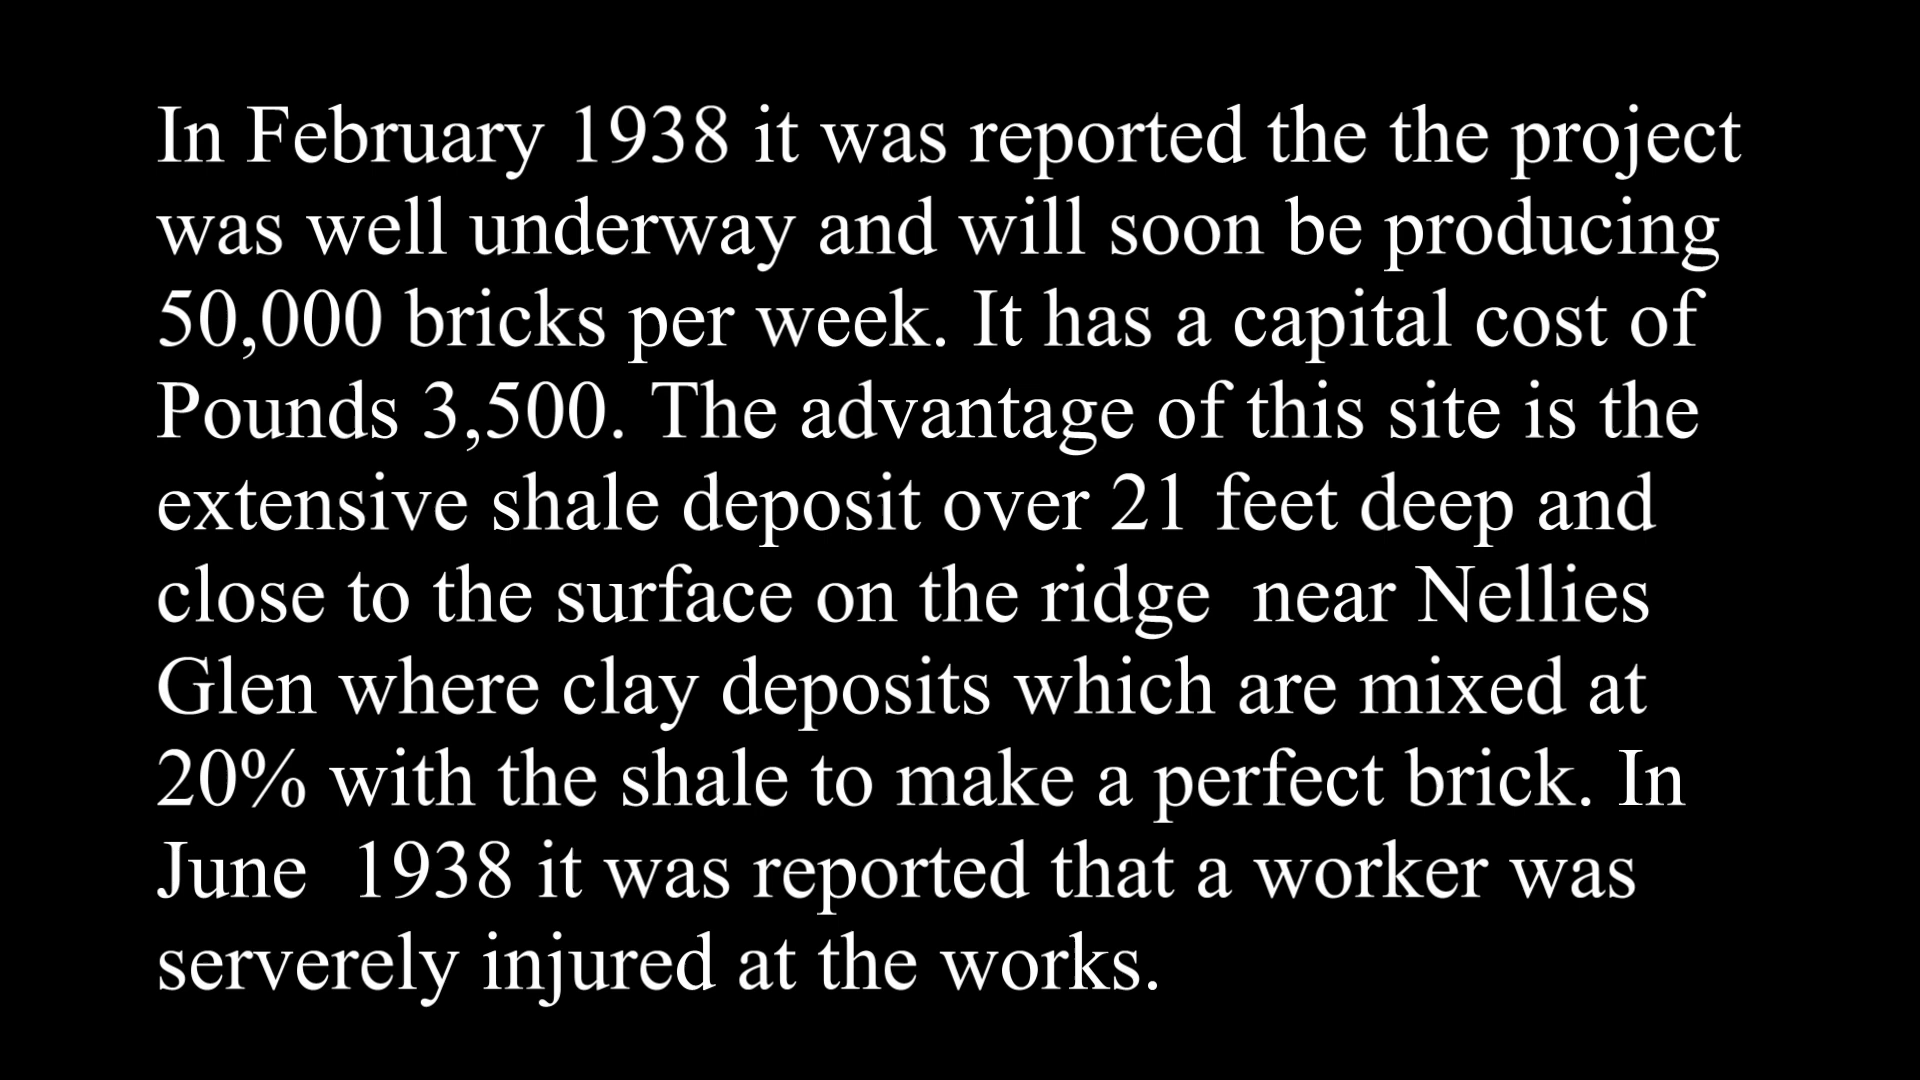 In February 1938 it was reported the the project
was well underway and will soon be producing
50,000 bricks per week. It has a capital cost of
Pounds 3,500. The advantage of this site is the
extensive shale deposit over 21 feet deep and
close to the surface on the ridge  near Nellies
Glen where clay deposits which are mixed at
20% with the shale to make a perfect brick. In
June  1938 it was reported that a worker was
serverely injured at the works.